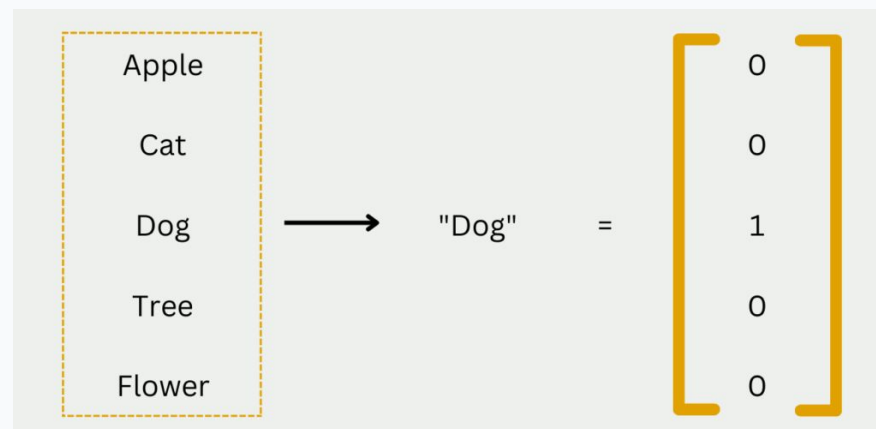 Apple 0
Cat 0
Dog "Dog" = 1
Tree 0
Flower 0